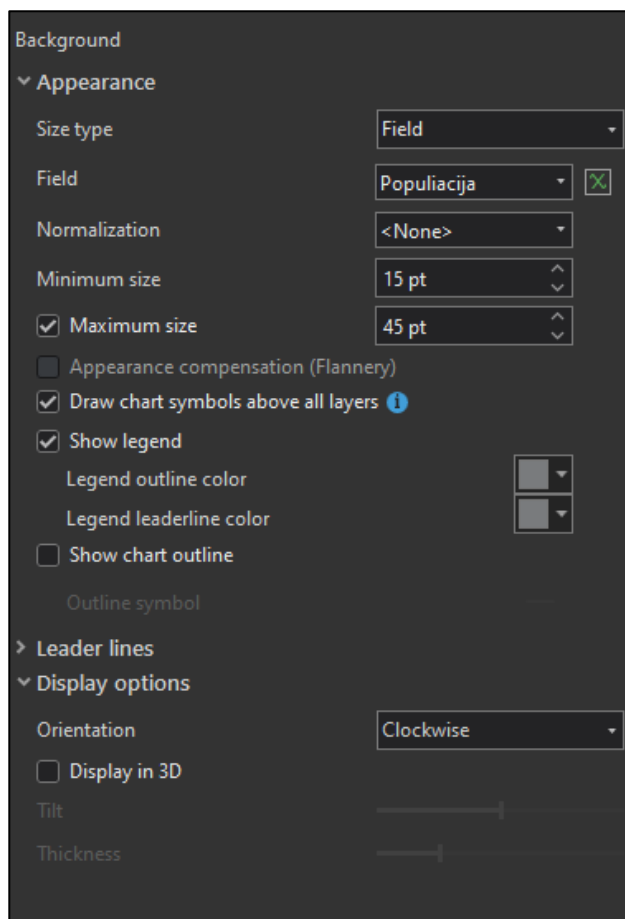 Background
Appearance
Size type Field
Field Populiacija
Normalization <None>
Minimum size 15 pt
Maximum size 45 pt
Appearance compensation (Flannery)
Draw chart symbols above all layers
Show legend
Legend outline color
Legend leaderline color
Show chart outline
Outline symbol
Leader lines
Display options
Orientation Clockwise
Display in 3D
Tilt
Thickness